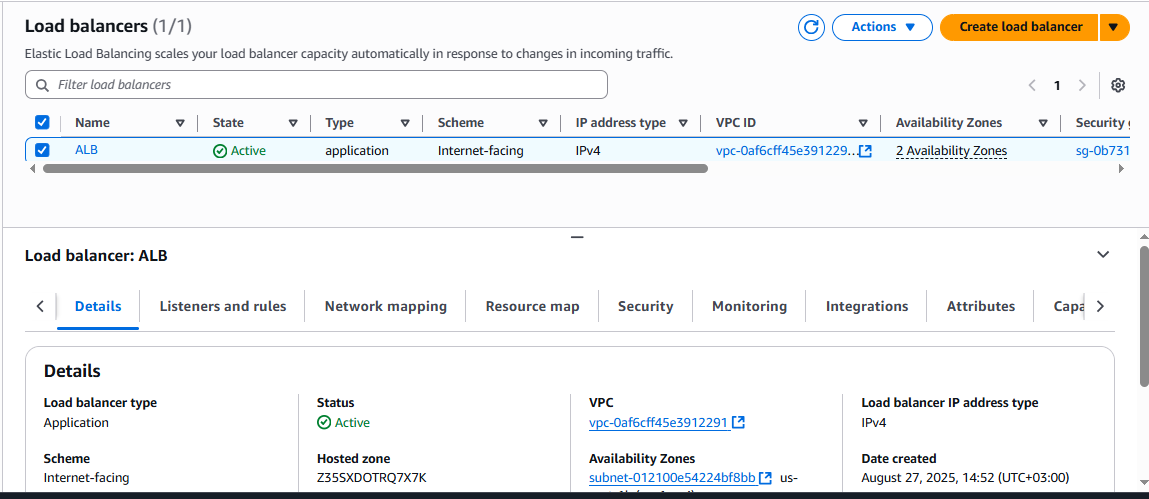 Load balancers (1/1)
Actions
Create load balancer
Elastic Load Balancing scales your load balancer capacity automatically in response to changes in incoming traffic.
Filter load balancers
1
Name State Type Scheme IP address type VPC ID Availability Zones Security
ALB Active application Internet-facing IPv4 vpc-0af6cff45e391229... 2 Availability Zones sg-0b731
Load balancer: ALB
Details Listeners and rules Network mapping Resource map Security Monitoring Integrations Attributes Capa
Details
Load balancer type Status VPC Load balancer IP address type
Application Active vpc-0af6cff45e3912291 IPv4
Scheme Hosted zone Availability Zones Date created
Internet-facing Z35SXDOTRQ7X7K subnet-012100e54224bf8bb us- August 27, 2025, 14:52 (UTC+03:00)